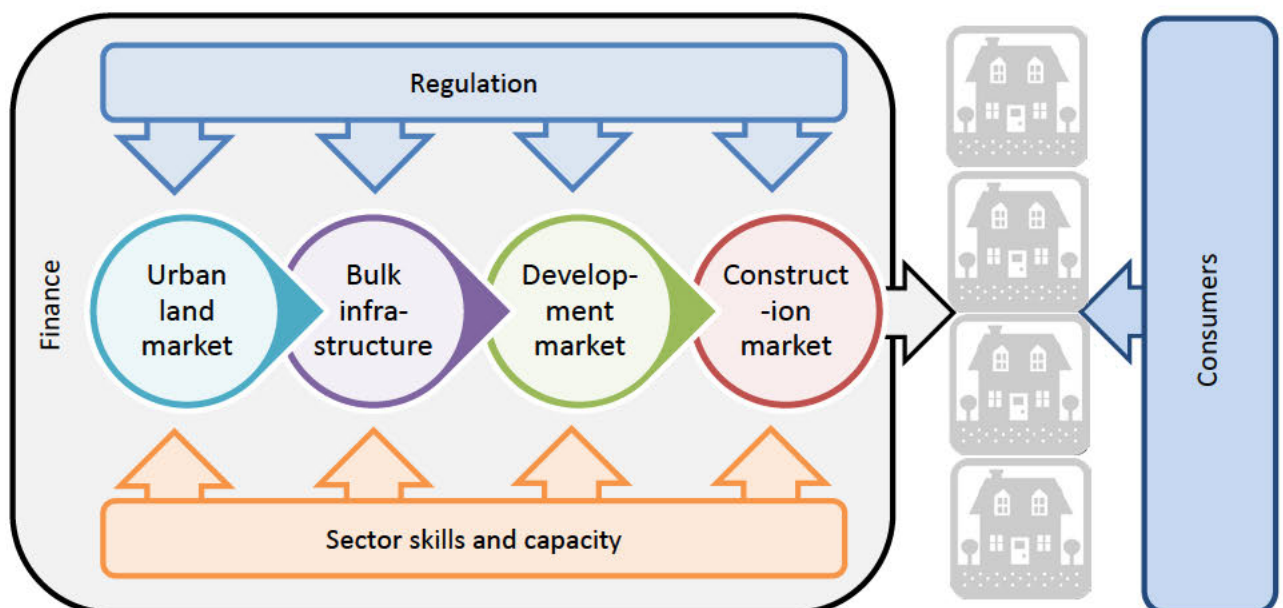 Regulation
Finance
Urban
land
market
Bulk
infra-
structure
Develop-
ment
market
Construct
-ion
market
Sector skills and capacity
Consumers